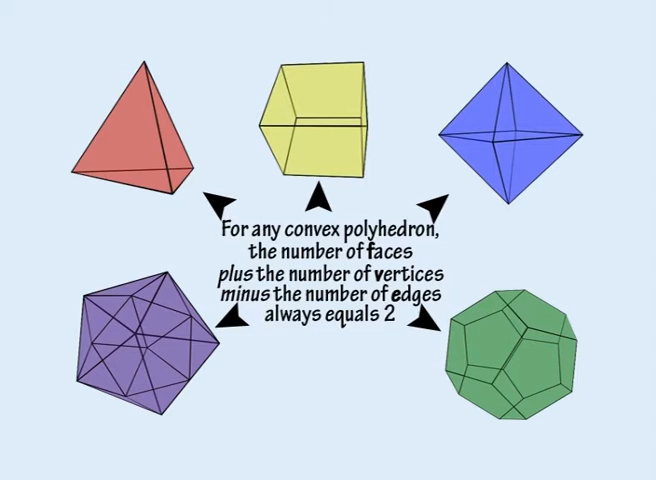 For any convex polyhedron,
the number of faces
plus the number of vertices
minus the number of edges
always equals 2